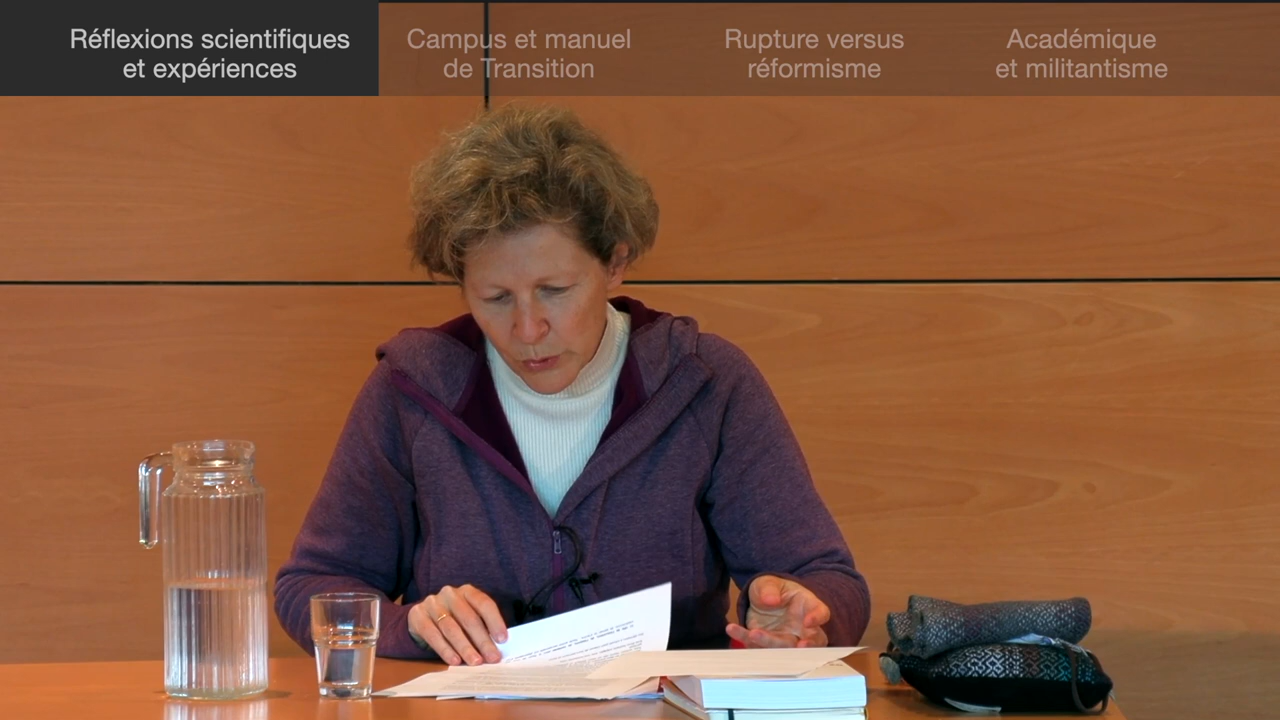 Réflexions scientifiques
et expériences
Campus et manuel
de Transition
Rupture versus
réformisme
Académique
et militantisme